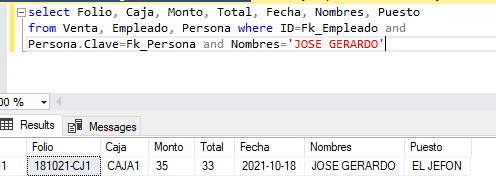 select Folio, Caja, Monto, Total, Fecha, Nombres, Puesto
from Venta, Empleado, Persona where ID=Fk_Empleado and
Persona.Clave=Fk_Persona and Nombres='JOSE GERARDO'
00 %
Results Messages
Folio Caja Monto Total Fecha Nombres Puesto
1 181021-CJ1 CAJA1 35 33 2021-10-18 JOSE GERARDO EL JEFON